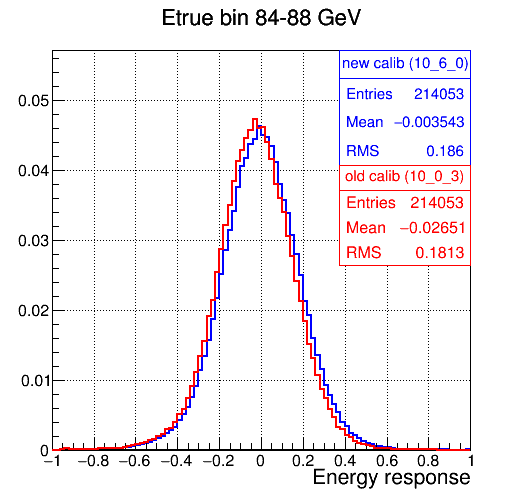 Etrue bin 84-88 GeV
new calib (10_6_0)
Entries 214053
Mean −0.003543
RMS 0.186
old calib (10_0_3)
Entries 214053
Mean −0.02651
RMS 0.1813
0.05
0.04
0.03
0.02
0.01
0
−1 −0.8 −0.6 −0.4 −0.2 0 0.2 0.4 0.6 0.8 1
Energy response